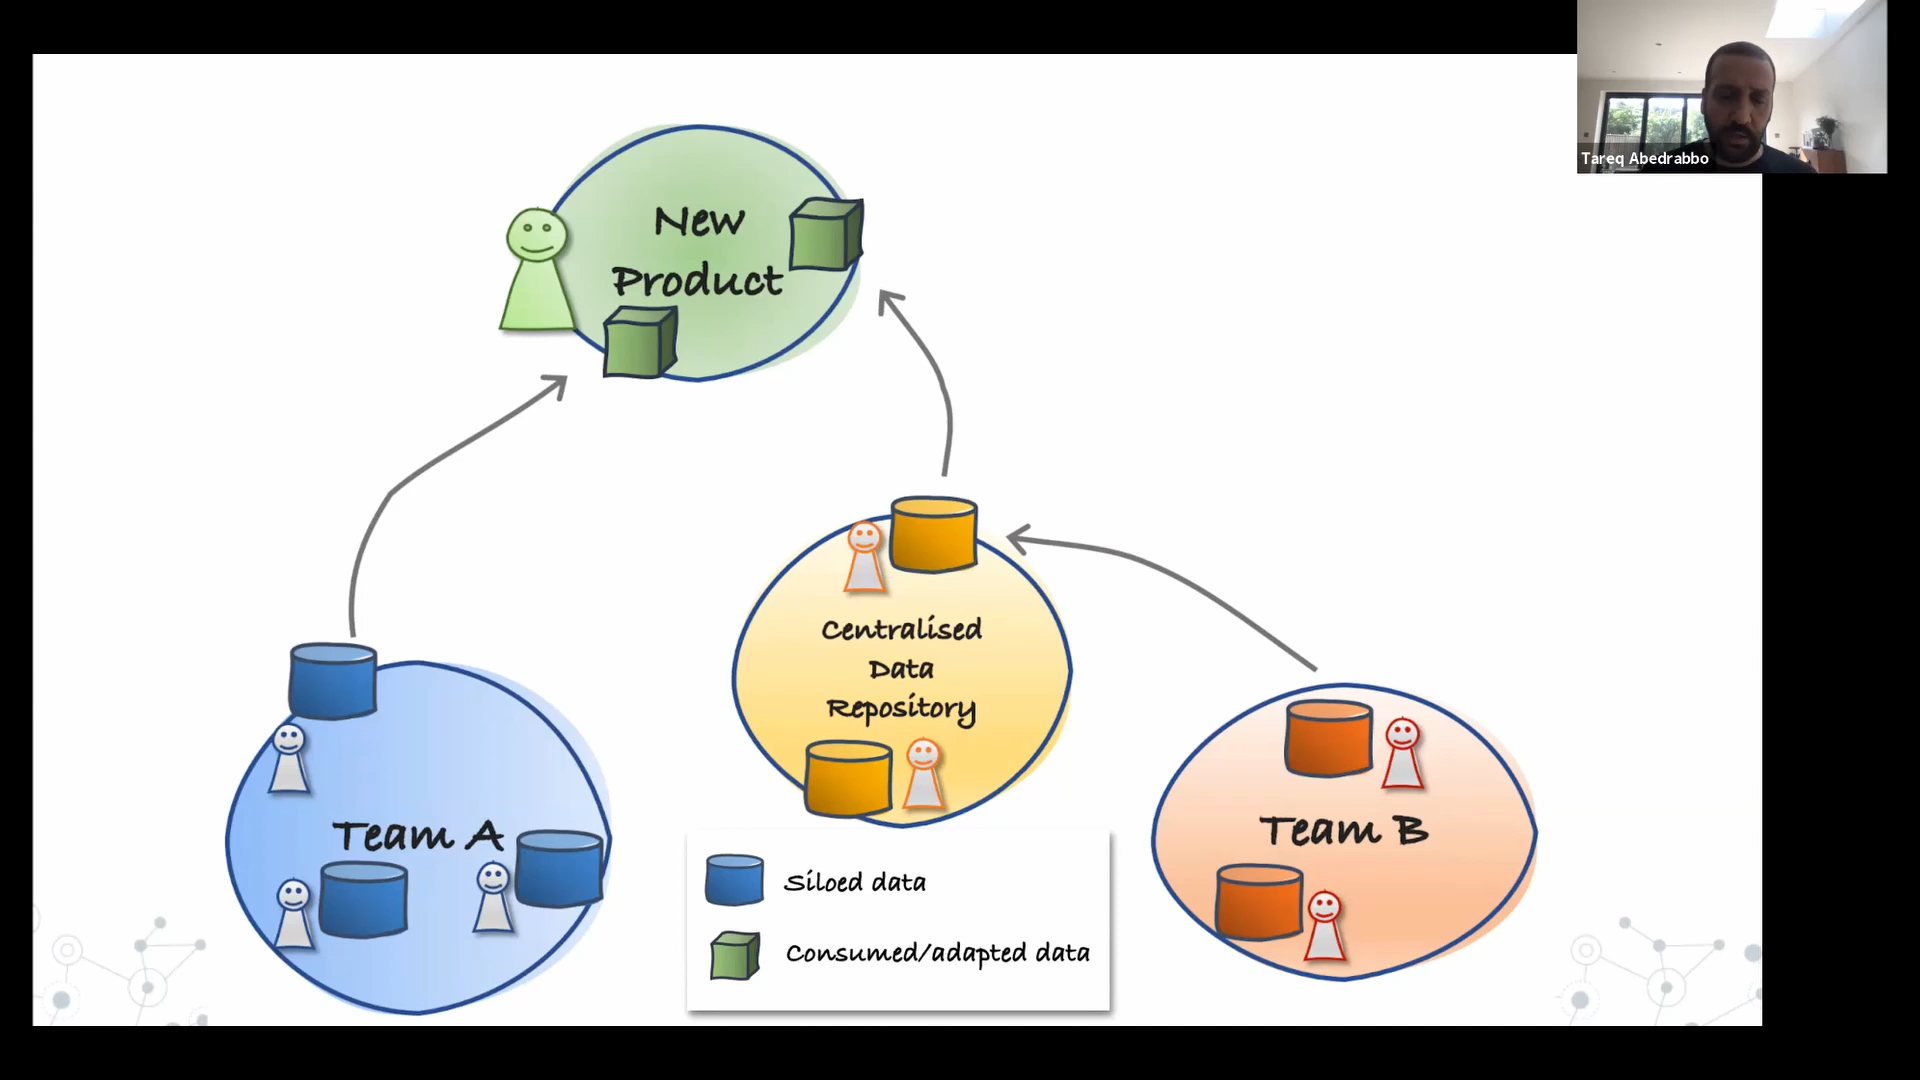 Tareq Abedrabbo
New
Product
Centralised
Data
Repository
Team A
Team B
Siloed data
Consumed/adapted data